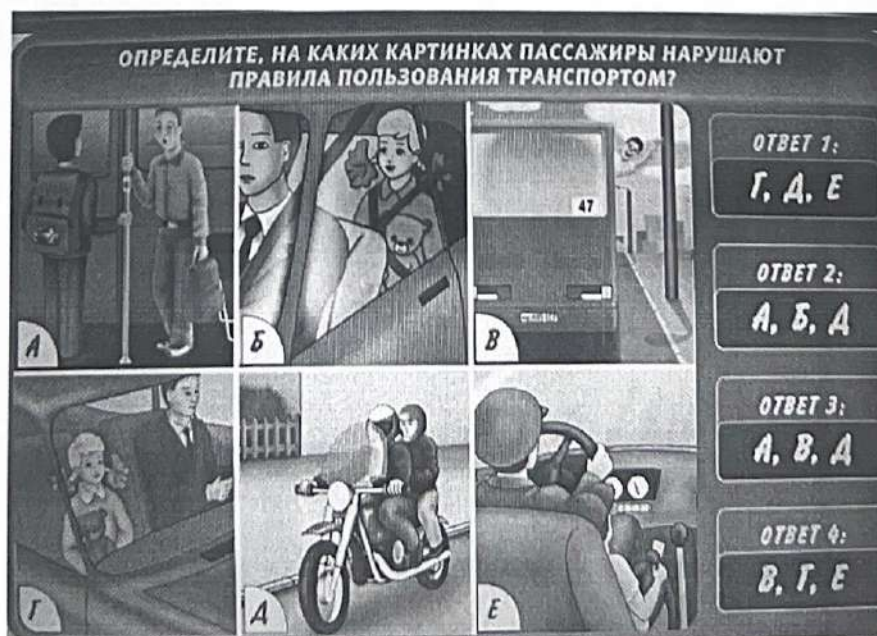 ОПРЕДЕЛИТЕ, НА КАКИХ КАРТИНКАХ ПАССАЖИРЫ НАРУШАЮТ
ПРАВИЛА ПОЛЬЗОВАНИЯ ТРАНСПОРТОМ?
А
Б
47
В
Г
Д
Е
ОТВЕТ 1:
Г, Д, Е
ОТВЕТ 2:
А, Б, Д
ОТВЕТ 3:
А, В, Д
ОТВЕТ 4:
В, Г, Е